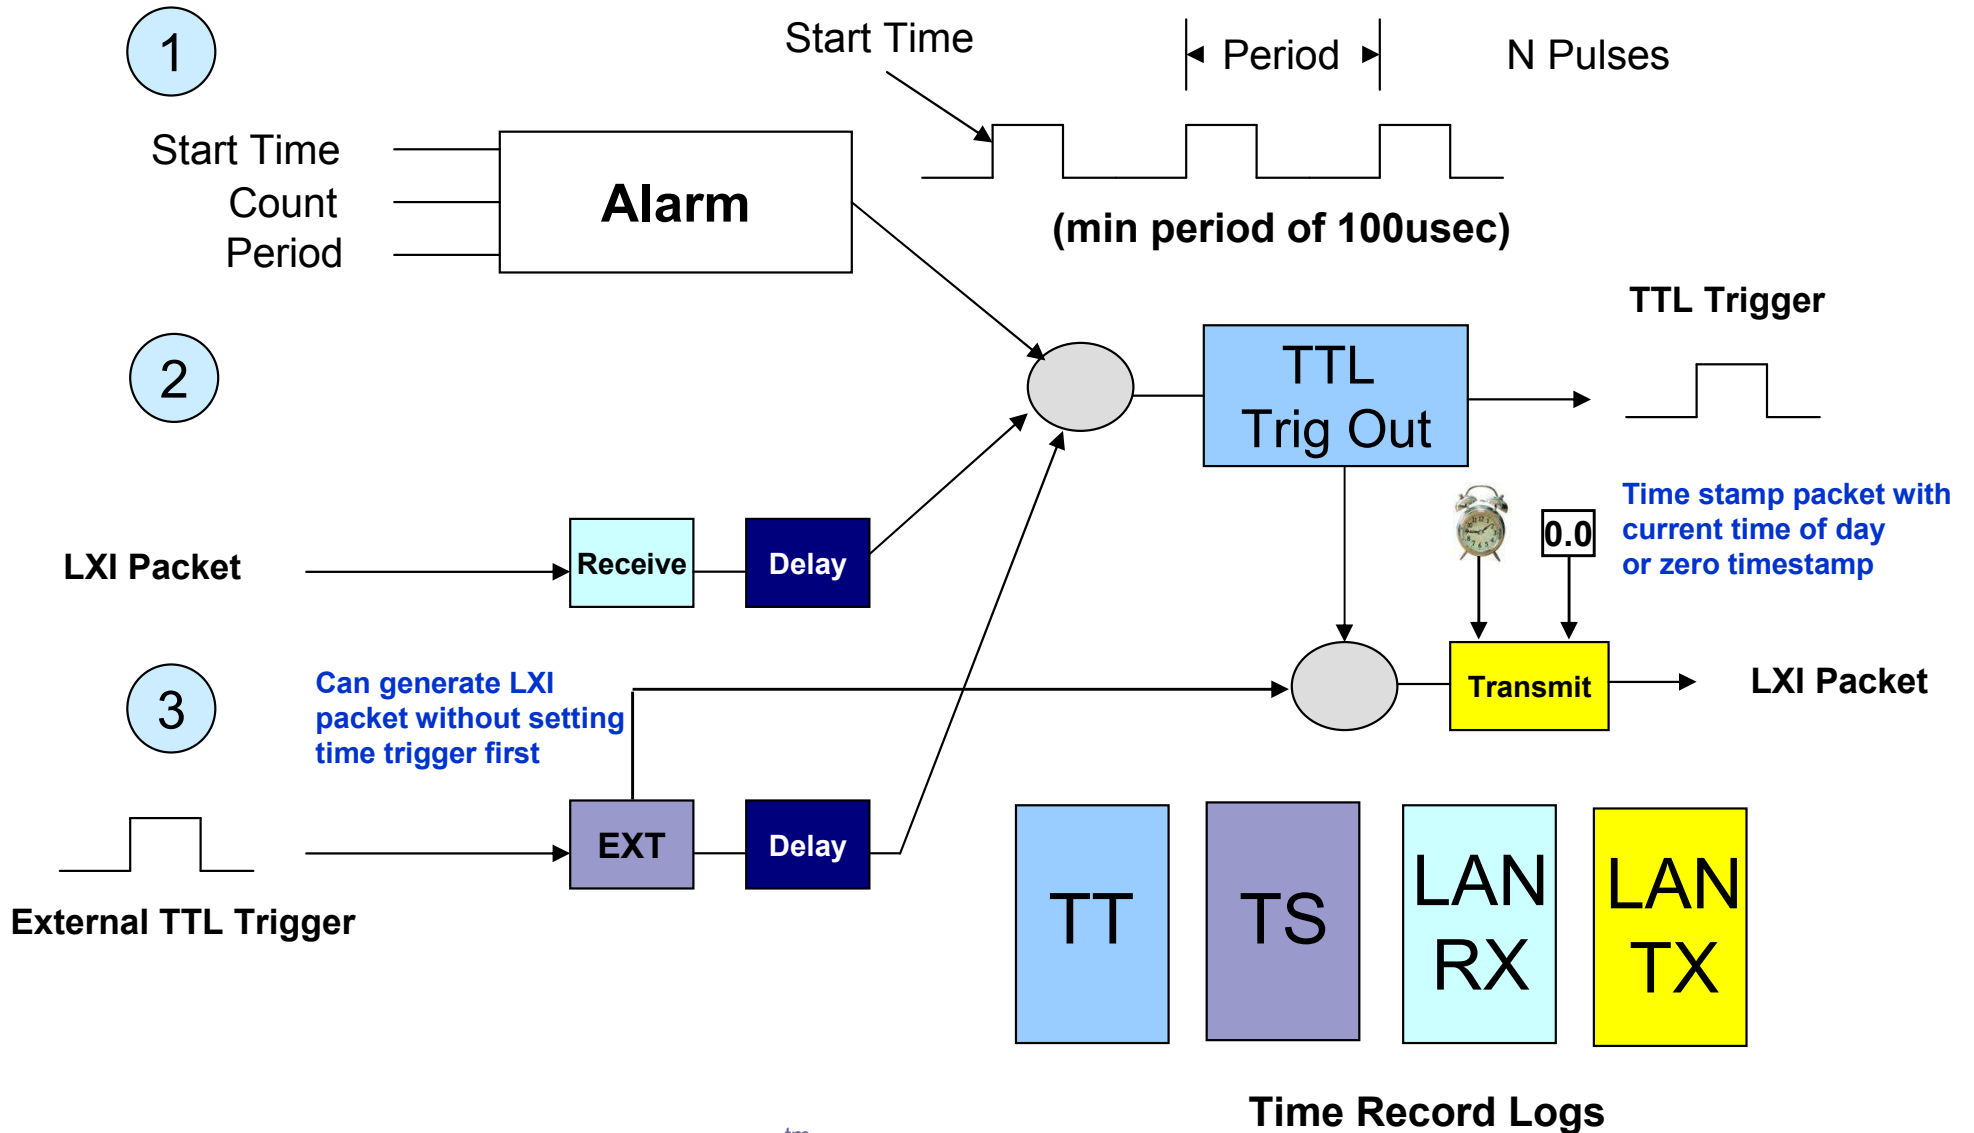 1
Start Time
Period
N Pulses
Start Time
Count
Period
Alarm
(min period of 100usec)
TTL Trigger
2
TTL
Trig Out
Time stamp packet with
current time of day
or zero timestamp
0.0
LXI Packet
Receive
Delay
3
Can generate LXI
packet without setting
time trigger first
Transmit
LXI Packet
EXT
Delay
External TTL Trigger
TT
TS
LAN
RX
LAN
TX
Time Record Logs
tm